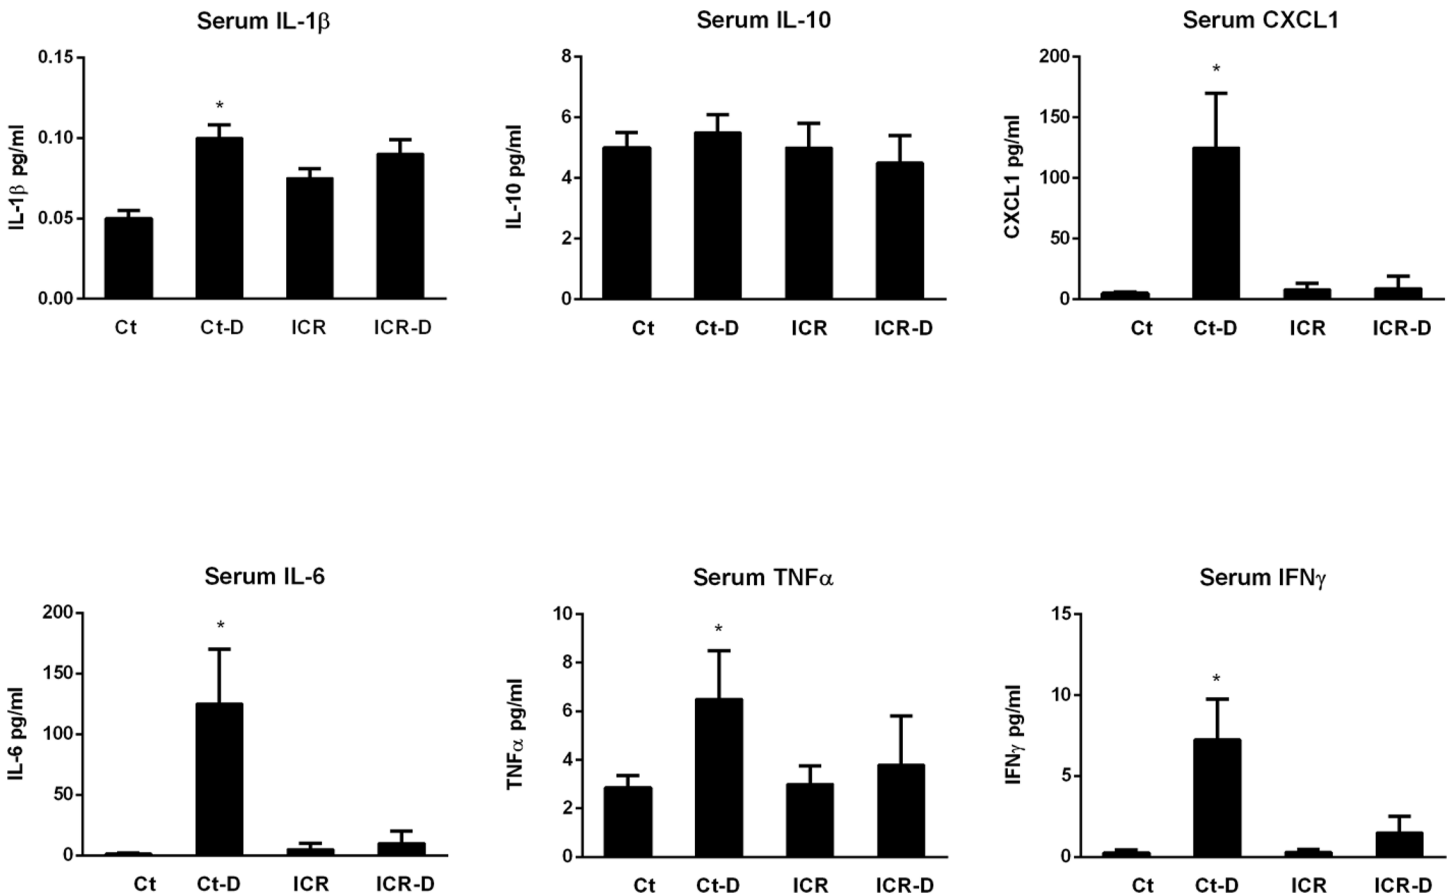 Serum IL-1β
IL-1β pg/ml
0.15
*
0.10
0.05
0.00
Ct Ct-D ICR ICR-D
Serum IL-10
IL-10 pg/ml
8
6
4
2
0
Ct Ct-D ICR ICR-D
Serum CXCL1
CXCL1 pg/ml
200
*
150
100
50
0
Ct Ct-D ICR ICR-D
Serum IL-6
IL-6 pg/ml
200
*
150
100
50
0
Ct Ct-D ICR ICR-D
Serum TNFα
TNFα pg/ml
10
*
8
6
4
2
0
Ct Ct-D ICR ICR-D
Serum IFNγ
IFNγ pg/ml
15
*
10
5
0
Ct Ct-D ICR ICR-D